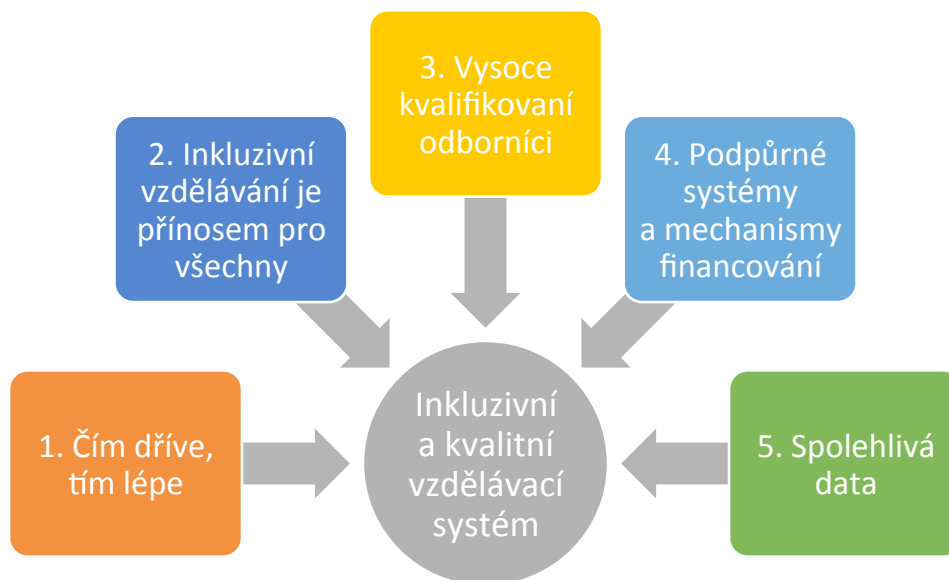 1. Čím dříve,
tím lépe
2. Inkluzivní
vzdělávání je
přínosem pro
všechny
3. Vysoce
kvalifikovaní
odborníci
4. Podpůrné
systémy
a mechanismy
financování
5. Spolehlivá
data
Inkluzivní
a kvalitní
vzdělávací
systém